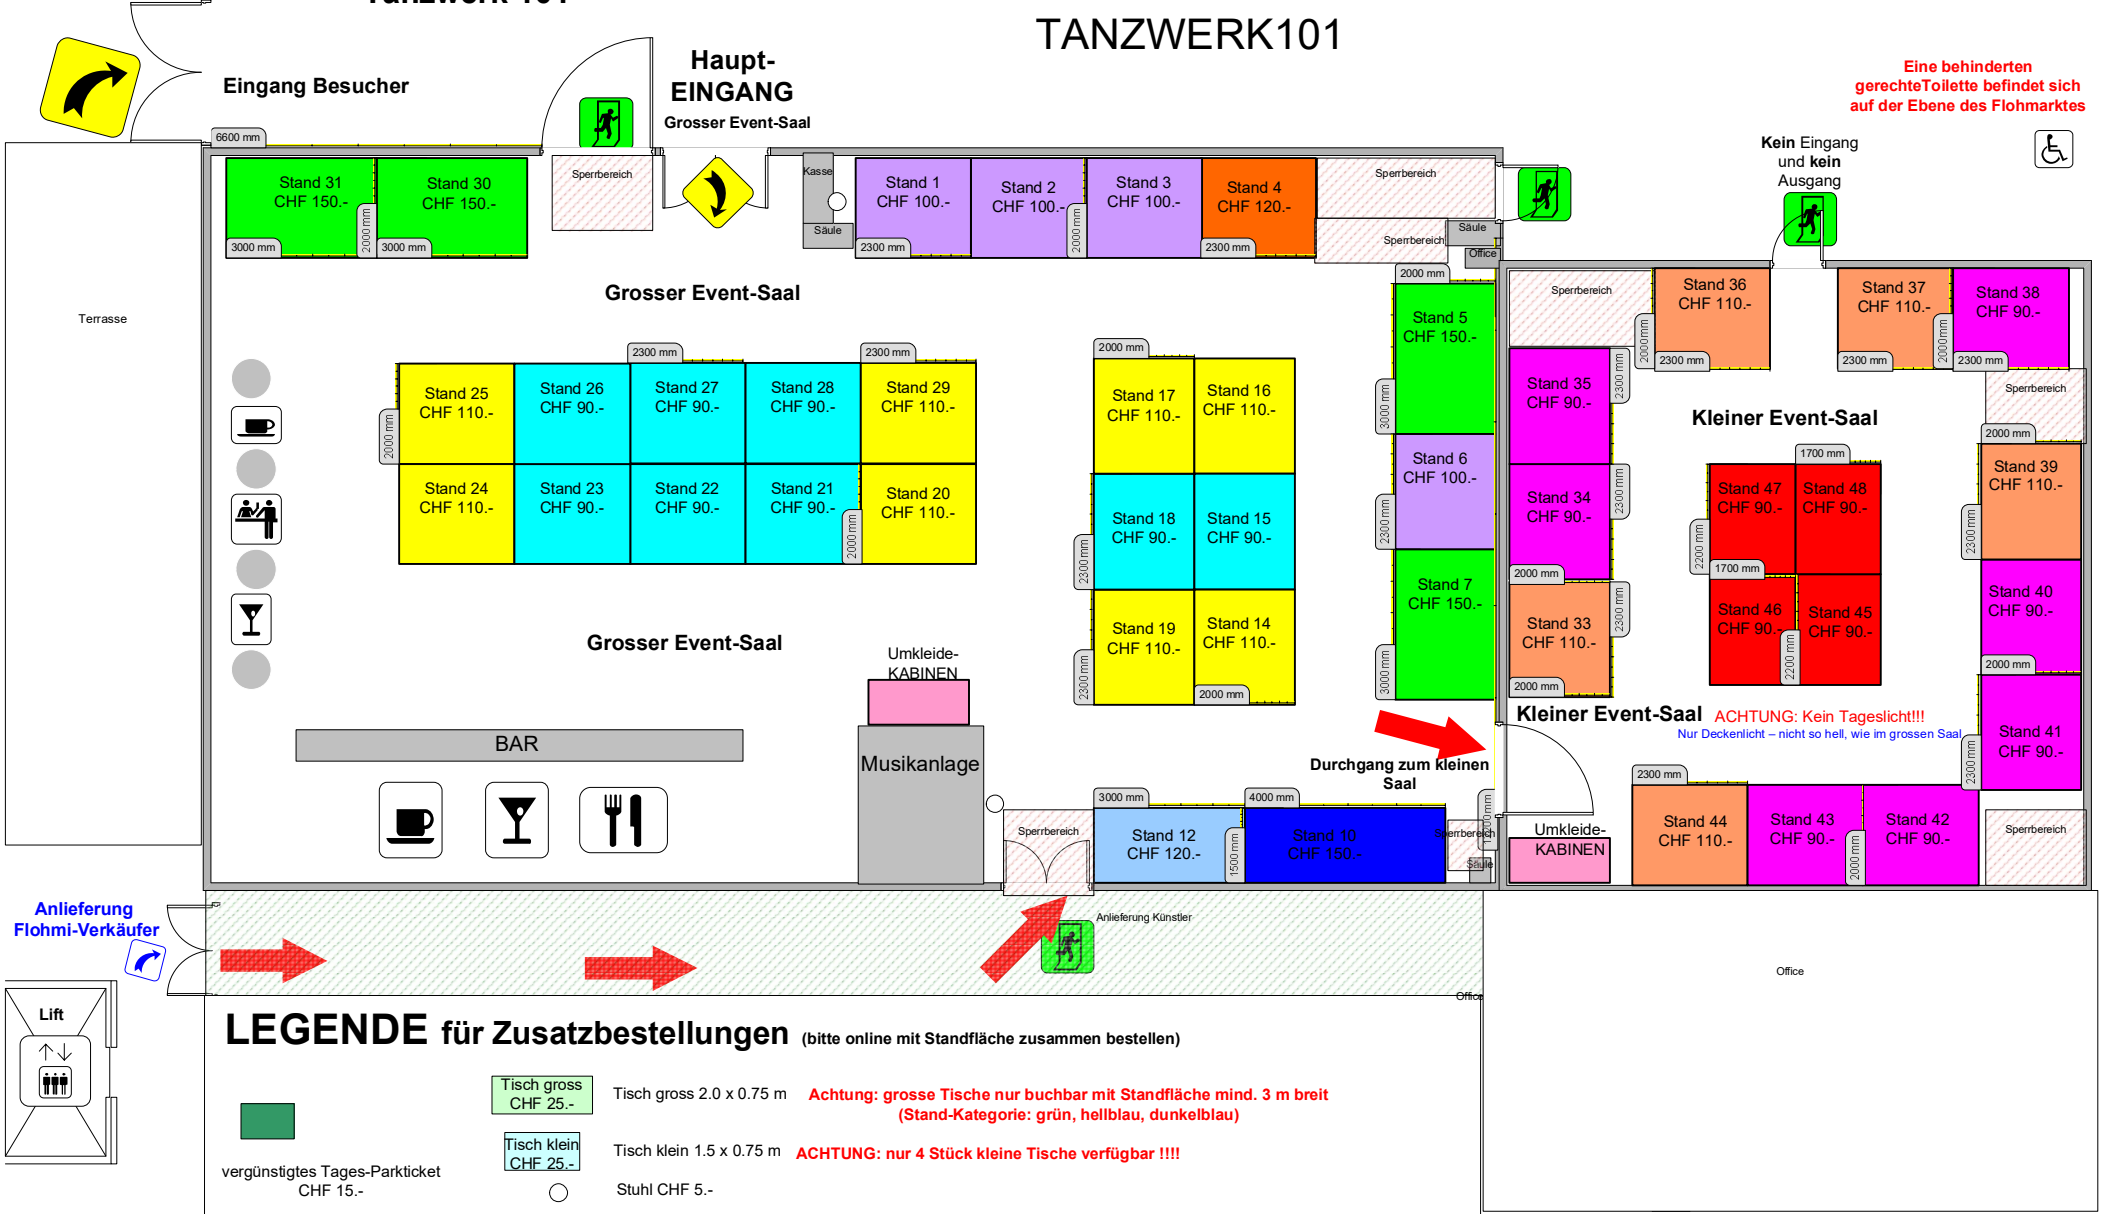 Tanzwerk 101
TANZWERK101
Eingang Besucher
Haupt-
EINGANG
Grosser Event-Saal
Eine behinderten
gerechteToilette befindet sich
auf der Ebene des Flohmarktes
Kein Eingang
und kein
Ausgang
6600 mm
Terrasse
Stand 31
CHF 150.-
3000 mm
2000 mm
Stand 30
CHF 150.-
3000 mm
Sperrbereich
Kasse
Säule
Stand 1
CHF 100.-
2300 mm
Stand 2
CHF 100.-
2000 mm
Stand 3
CHF 100.-
Stand 4
CHF 120.-
2300 mm
Sperrbereich
Sperrbereich
Säule
Office
Grosser Event-Saal
2000 mm
Stand 5
CHF 150.-
3000 mm
Stand 6
CHF 100.-
2300 mm
Stand 7
CHF 150.-
3000 mm
2300 mm
2300 mm
Stand 25
CHF 110.-
2000 mm
Stand 26
CHF 90.-
Stand 27
CHF 90.-
Stand 28
CHF 90.-
Stand 29
CHF 110.-
Stand 24
CHF 110.-
Stand 23
CHF 90.-
Stand 22
CHF 90.-
Stand 21
CHF 90.-
2000 mm
Stand 20
CHF 110.-
2000 mm
Stand 17
CHF 110.-
Stand 16
CHF 110.-
Stand 18
CHF 90.-
2300 mm
Stand 15
CHF 90.-
Stand 19
CHF 110.-
2300 mm
Stand 14
CHF 110.-
2000 mm
Grosser Event-Saal
Umkleide-
KABINEN
BAR
Musikanlage
Durchgang zum kleinen
Saal
Sperrbereich
3000 mm
Stand 12
CHF 120.-
1500 mm
4000 mm
Stand 10
CHF 150.-
Sperrbereich
Säule
Sperrbereich
Stand 36
CHF 110.-
2000mm
2300 mm
Stand 37
CHF 110.-
2300 mm
2000mm
Stand 38
CHF 90.-
2300 mm
Sperrbereich
Stand 35
CHF 90.-
2300 mm
Stand 34
CHF 90.-
2300 mm
2000 mm
Stand 33
CHF 110.-
2300 mm
2000 mm
Kleiner Event-Saal
1700 mm
Stand 47
CHF 90.-
2200 mm
Stand 48
CHF 90.-
1700 mm
Stand 46
CHF 90.-
2200 mm
Stand 45
CHF 90.-
2000 mm
Stand 39
CHF 110.-
2300 mm
Stand 40
CHF 90.-
2000 mm
Stand 41
CHF 90.-
2300 mm
Kleiner Event-Saal
ACHTUNG: Kein Tageslicht!!!
Nur Deckenlicht – nicht so hell, wie im grossen Saal
Umkleide-
KABINEN
2300 mm
Stand 44
CHF 110.-
Stand 43
CHF 90.-
2000 mm
Stand 42
CHF 90.-
Sperrbereich
Anlieferung
Flohmi-Verkäufer
Anlieferung Künstler
Office
Office
Lift
LEGENDE für Zusatzbestellungen (bitte online mit Standfläche zusammen bestellen)
vergünstigtes Tages-Parkticket
CHF 15.-
Tisch gross
CHF 25.-
Tisch gross 2.0 x 0.75 m
Achtung: grosse Tische nur buchbar mit Standfläche mind. 3 m breit
(Stand-Kategorie: grün, hellblau, dunkelblau)
Tisch klein
CHF 25.-
Tisch klein 1.5 x 0.75 m
ACHTUNG: nur 4 Stück kleine Tische verfügbar !!!!
Stuhl CHF 5.-